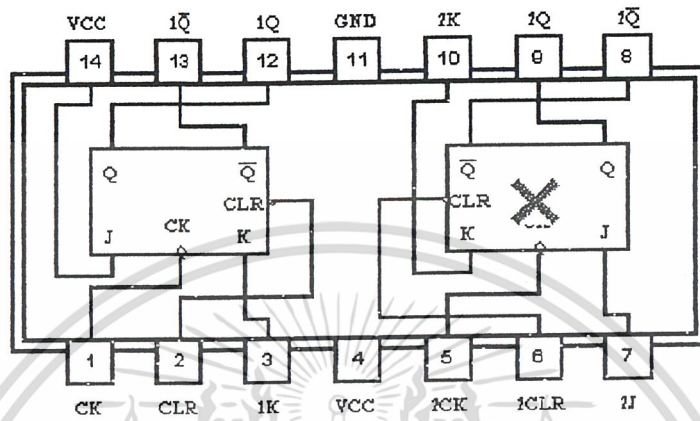 VCC 1Q̅ 1Q GND 2K 2Q 2Q̅
14 13 12 11 10 9 8
Q Q̅ Q̅ Q
CLR CLR
J CK K K J
1 2 3 4 5 6 7
CK CLR 1K VCC 2CK 2CLR 2J